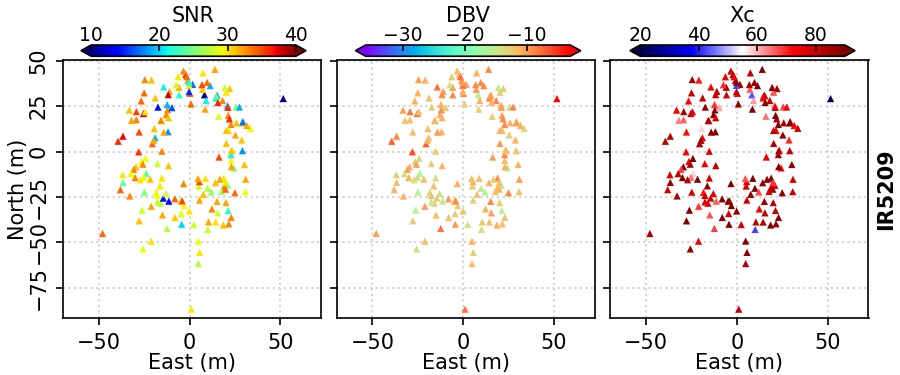 SNR DBV Xc
10 20 30 40 −30 −20 −10 20 40 60 80
50
25
0
−25
−50
−75
North (m)
IR5209
−50 0 50 −50 0 50 −50 0 50
East (m) East (m) East (m)